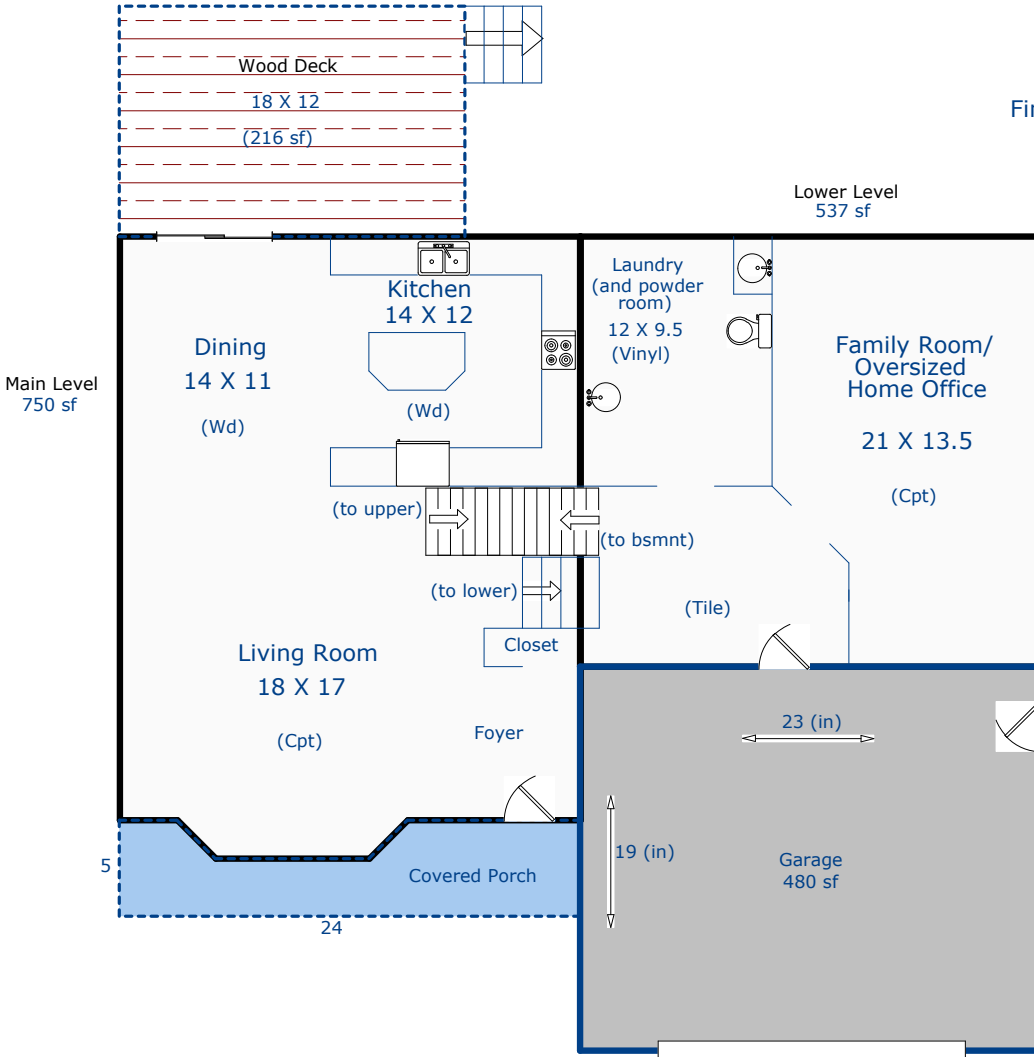 Wood Deck
18 X 12
(216 sf)
Fir
Lower Level
537 sf
Main Level
750 sf
Kitchen
14 X 12
Dining
14 X 11
(Wd)
(Wd)
Laundry
(and powder
room)
12 X 9.5
(Vinyl)
Family Room/
Oversized
Home Office
21 X 13.5
(Cpt)
(to upper)
(to bsmnt)
(to lower)
(Tile)
Closet
Living Room
18 X 17
(Cpt)
Foyer
23 (in)
19 (in)
Garage
480 sf
5
Covered Porch
24